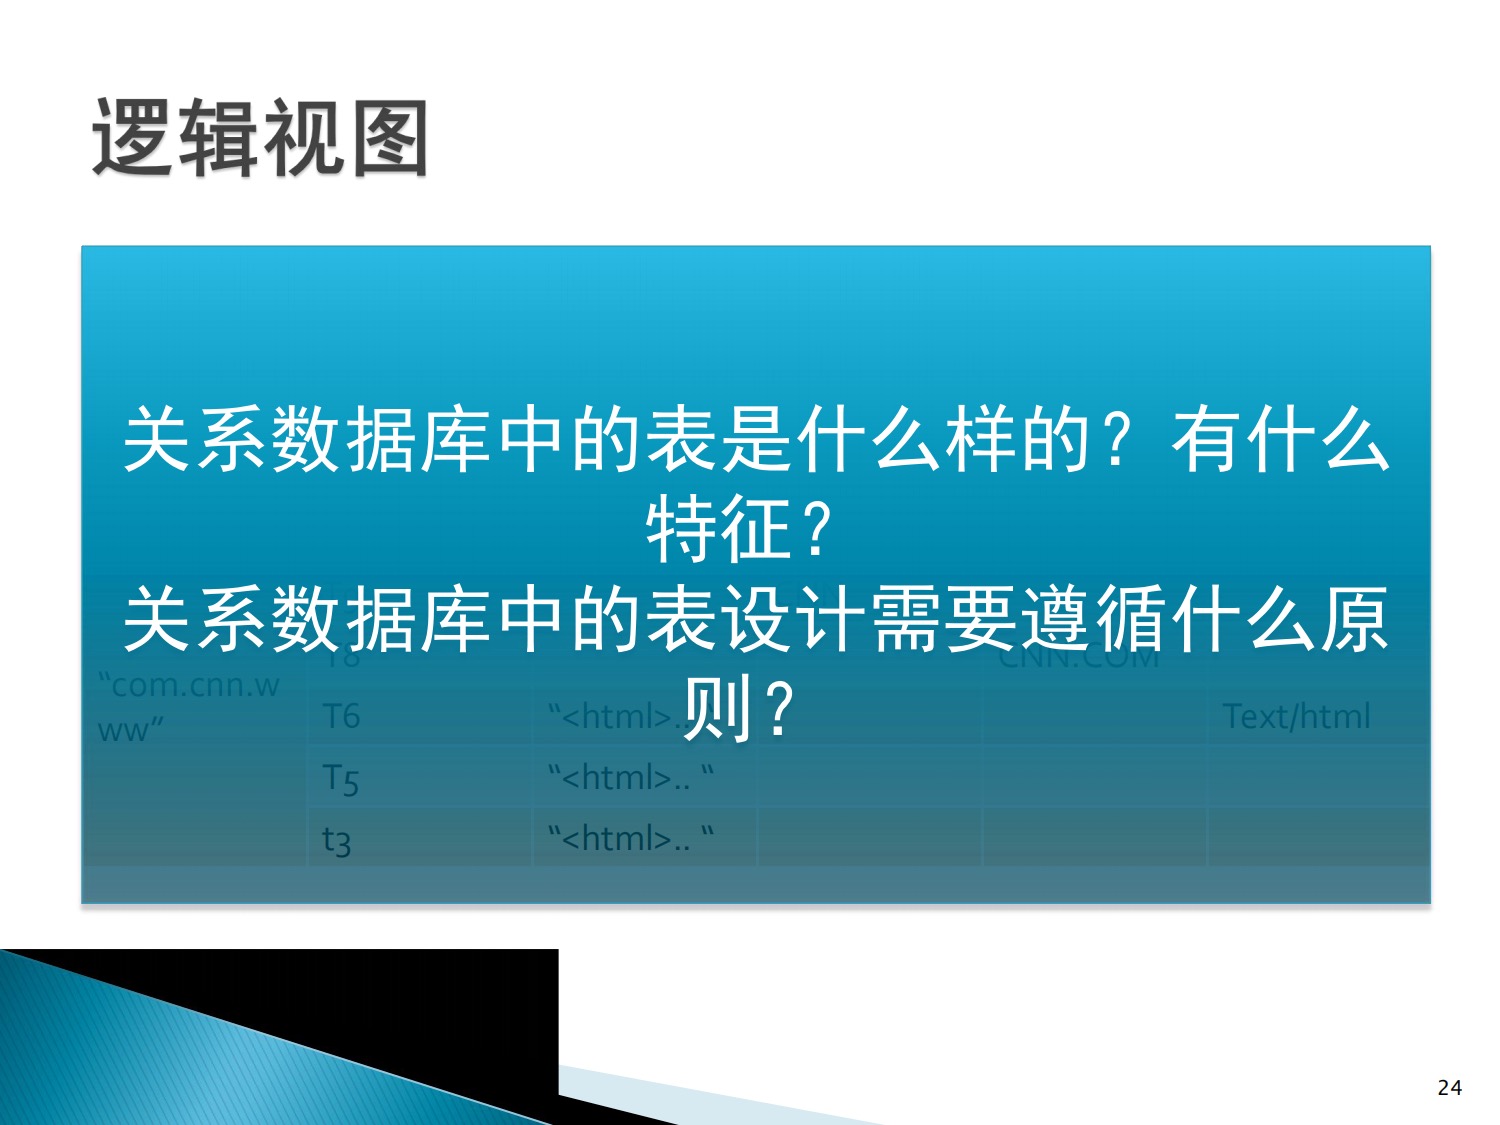 逻辑视图
关系数据库中的表是什么样的？有什么
特征？
关系数据库中的表设计需要遵循什么原
则？
T8
CNN.COM
“com.cnn.w
ww”
T6 “<html>.. “ Text/html
T5 “<html>.. “
t3 “<html>.. “
24